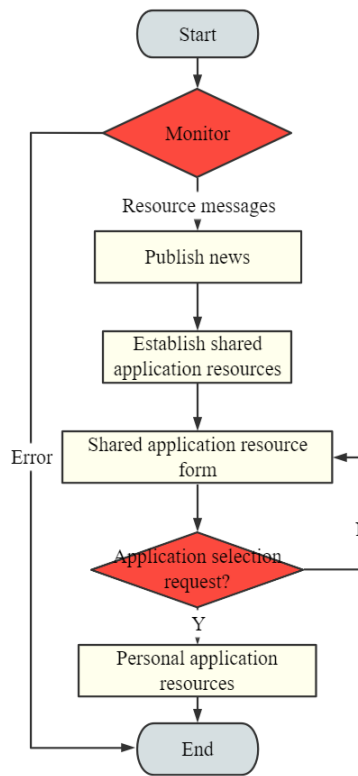 Start
Monitor
Resource messages
Publish news
Establish shared
application resources
Shared application resource
form
Error
Application selection
request?
Y
Personal application
resources
End